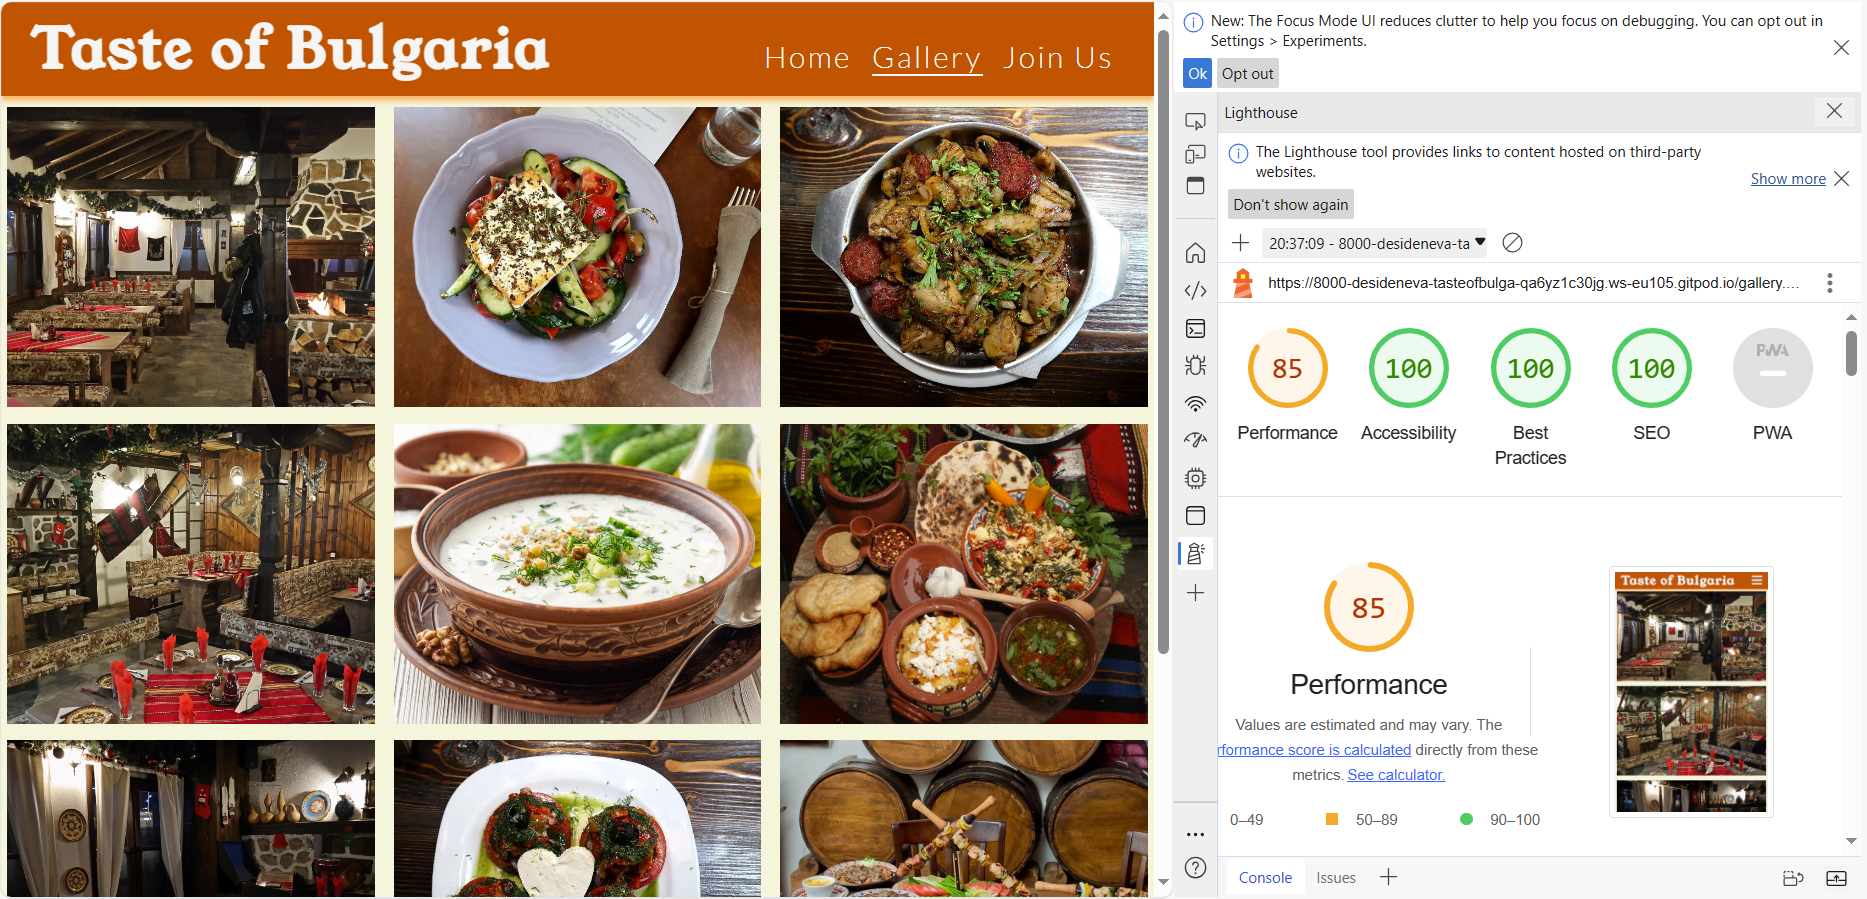 Taste of Bulgaria
Home Gallery Join Us
New: The Focus Mode UI reduces clutter to help you focus on debugging. You can opt out in
Settings > Experiments.
Ok Opt out
Lighthouse
The Lighthouse tool provides links to content hosted on third-party
websites.
Show more
Don't show again
20:37:09 - 8000-desideneva-ta
https://8000-desideneva-tasteofbulga-qa6yz1c30jg.ws-eu105.gitpod.io/gallery....
85 100 100 100 PWA
Performance Accessibility Best Practices SEO PWA
85
Taste of Bulgaria
Performance
Values are estimated and may vary. The
rformance score is calculated directly from these
metrics. See calculator.
0–49 50–89 90–100
Console Issues